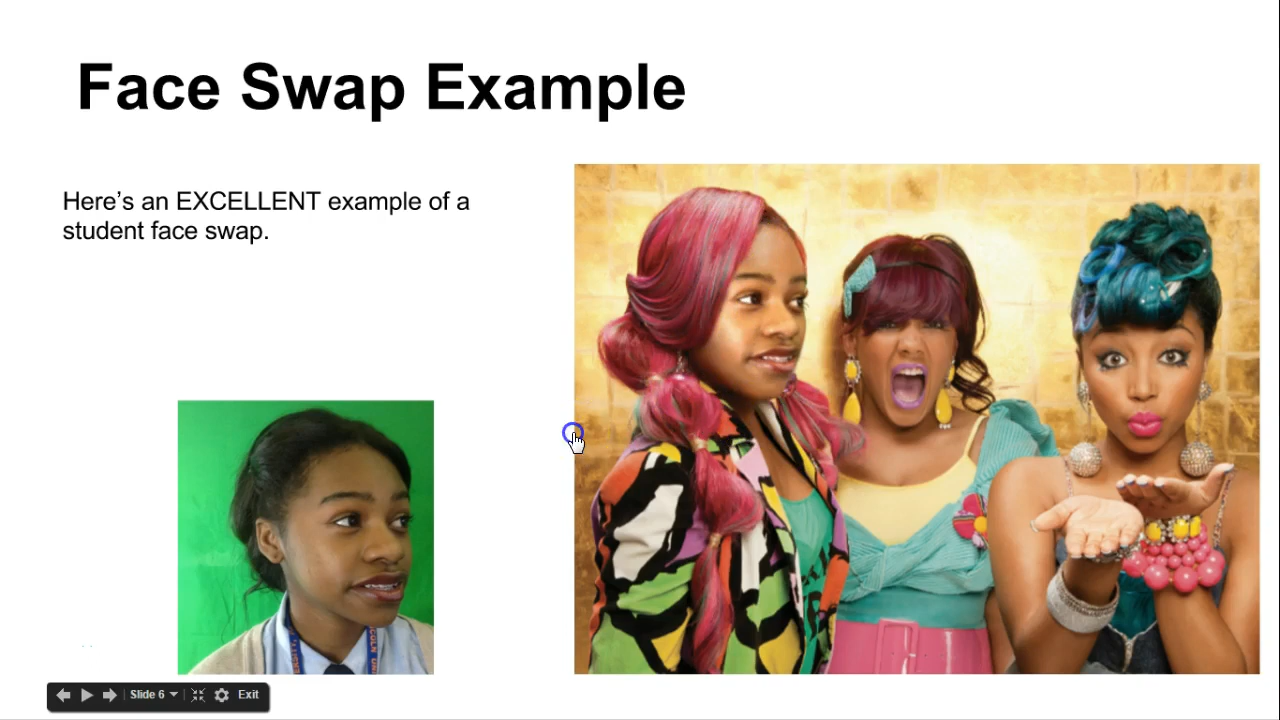 Face Swap Example
Here's an EXCELLENT example of a
student face swap.
Slide 6
Exit